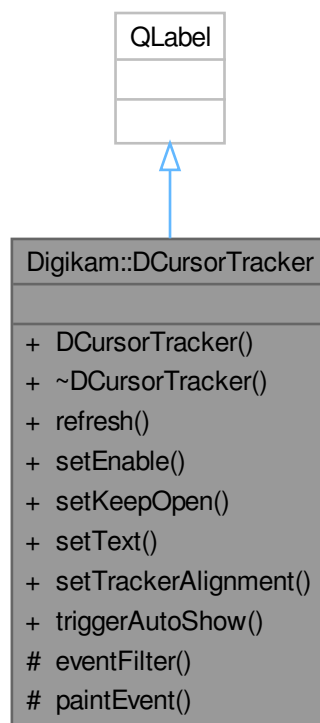 QLabel
Digikam::DCursorTracker
+ DCursorTracker()
+ ~DCursorTracker()
+ refresh()
+ setEnable()
+ setKeepOpen()
+ setText()
+ setTrackerAlignment()
+ triggerAutoShow()
# eventFilter()
# paintEvent()